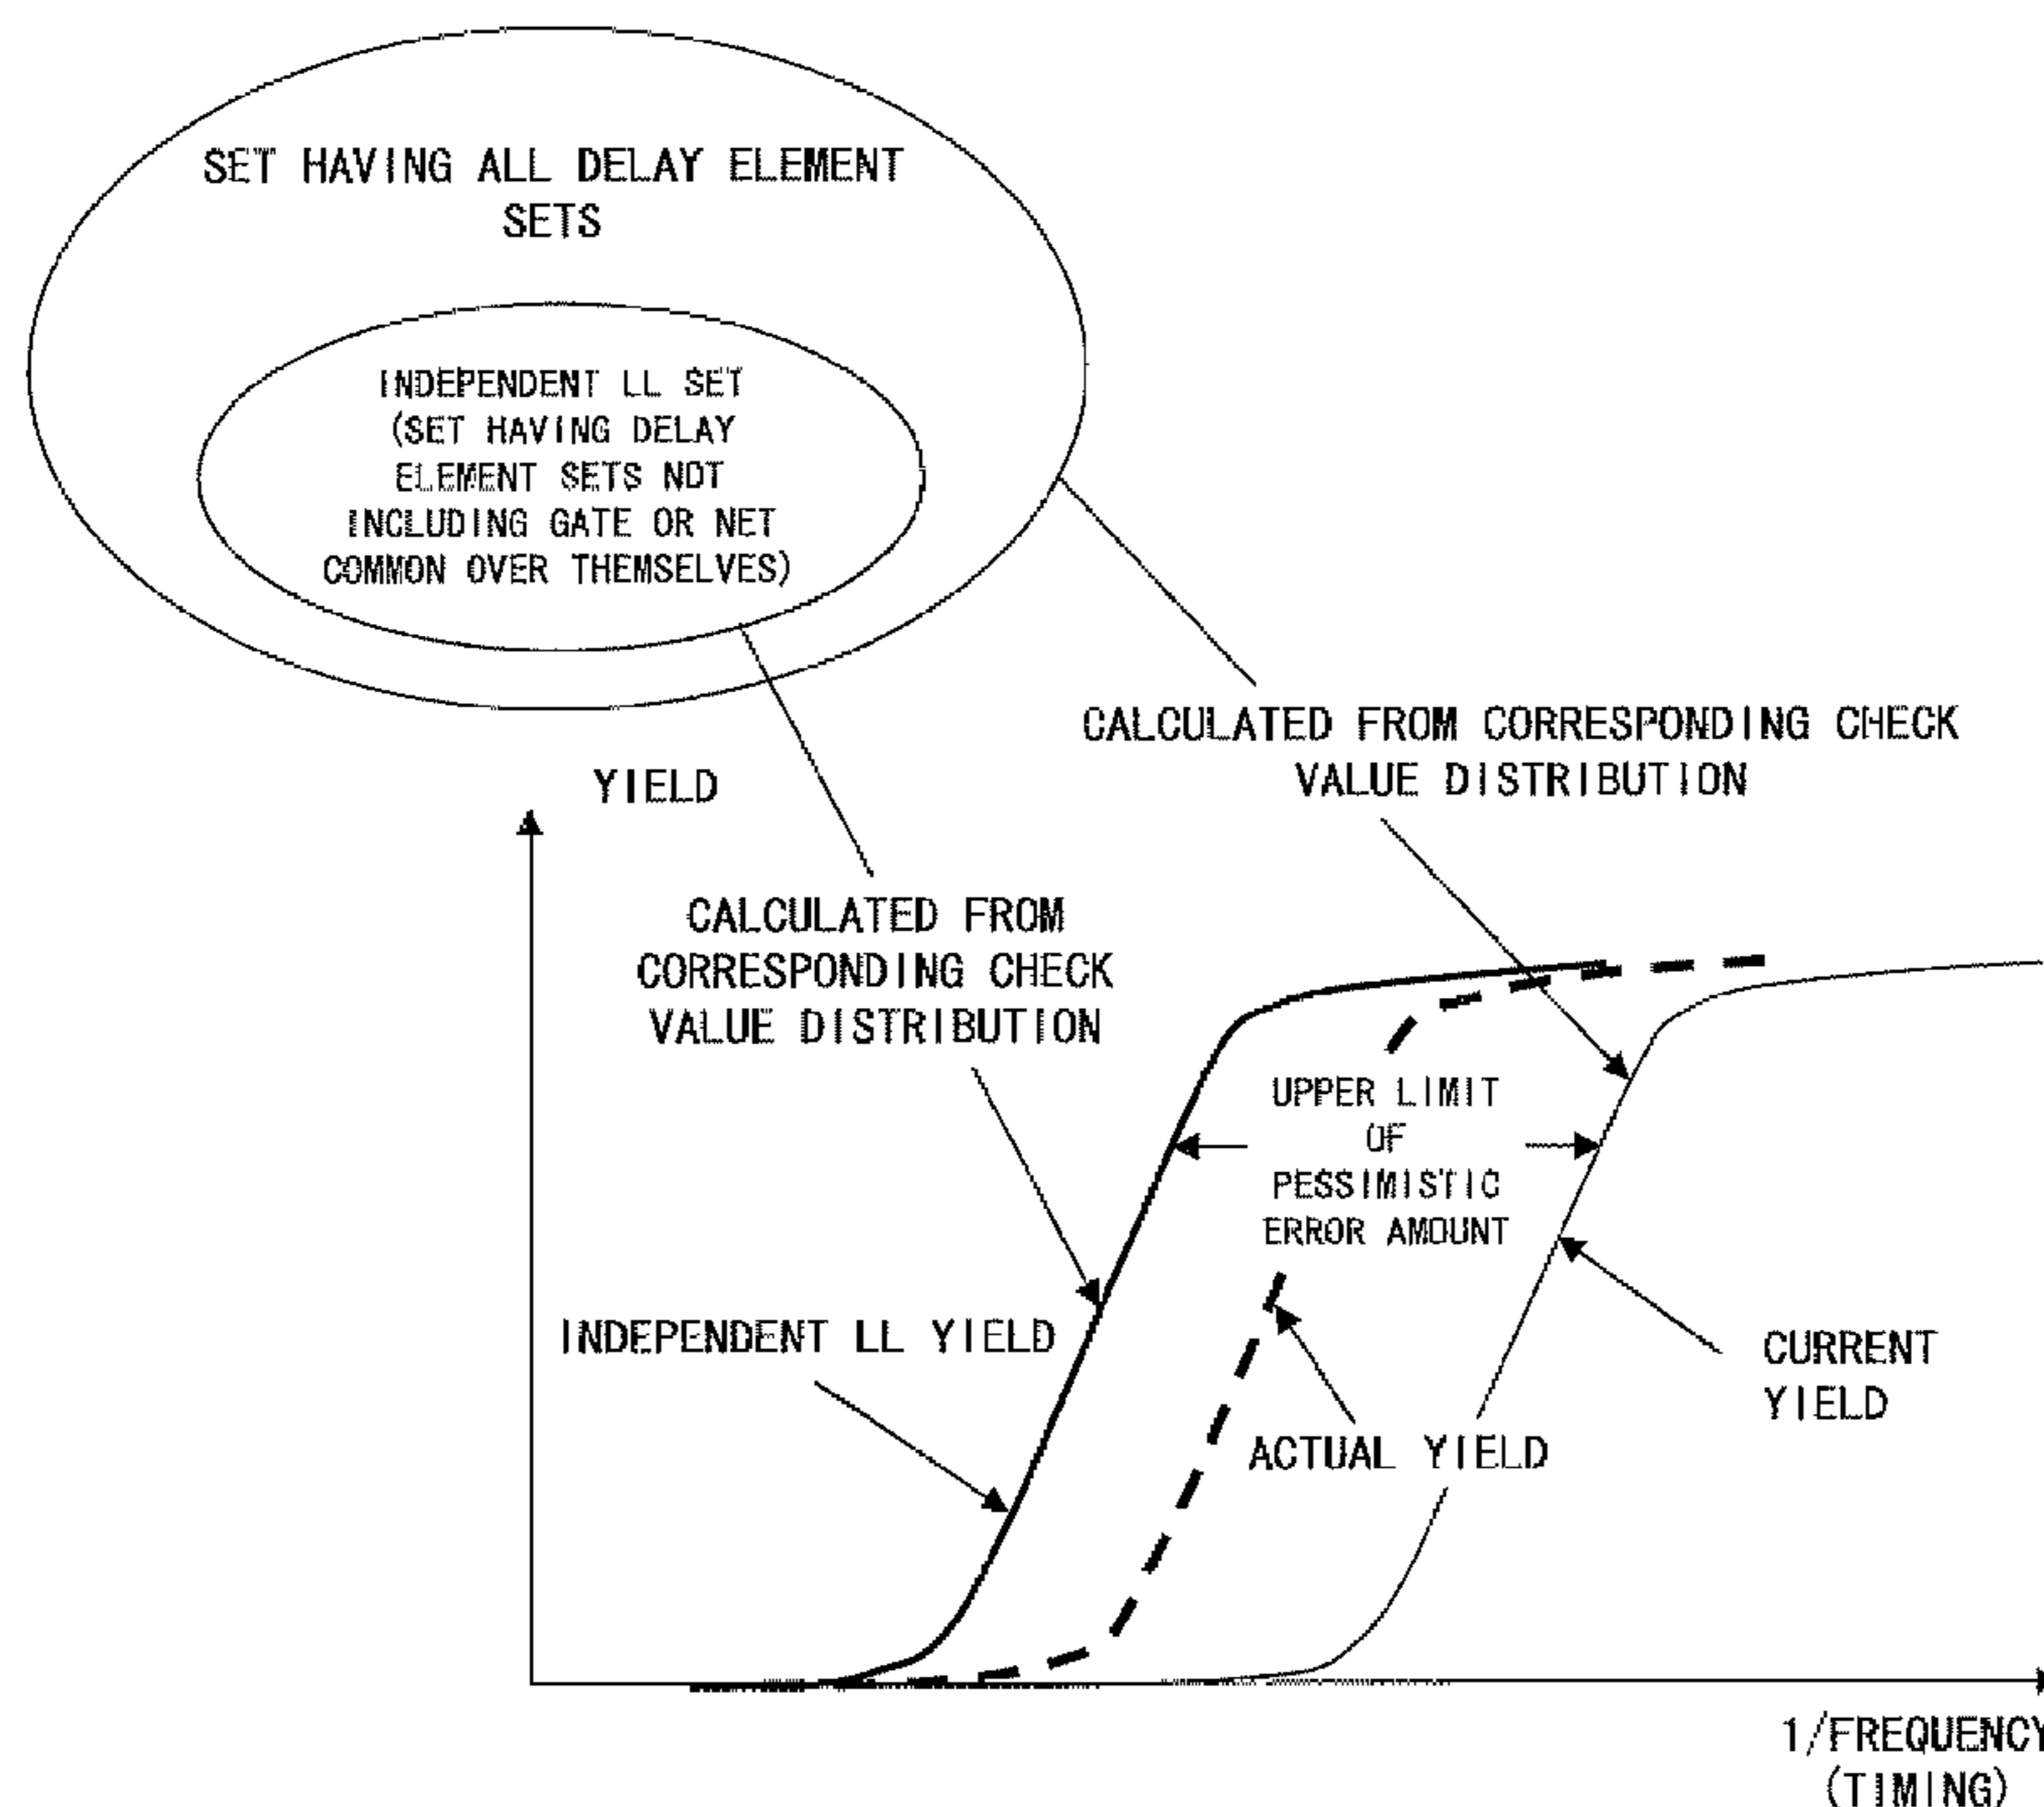 SET HAVING ALL DELAY ELEMENT
SETS
INDEPENDENT LL SET
(SET HAVING DELAY
ELEMENT SETS NOT
INCLUDING GATE OR NET
COMMON OVER THEMSELVES)
CALCULATED FROM CORRESPONDING CHECK
VALUE DISTRIBUTION
YIELD
CALCULATED FROM
CORRESPONDING CHECK
VALUE DISTRIBUTION
UPPER LIMIT
OF
PESSIMISTIC
ERROR AMOUNT
INDEPENDENT LL YIELD
CURRENT
YIELD
ACTUAL YIELD
1/FREQUENCY
(TIMING)